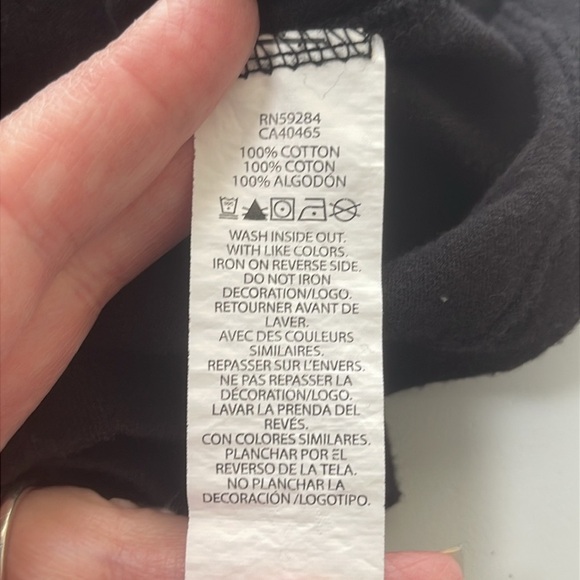 RN59284
CA40465
100% COTTON
100% COTON
100% ALGODÓN
WASH INSIDE OUT.
WITH LIKE COLORS.
IRON ON REVERSE SIDE.
DO NOT IRON
DECORATION/LOGO.
RETOURNER AVANT DE
LAVER.
AVEC DES COULEURS
SIMILAIRES.
REPASSER SUR L'ENVERS.
NE PAS REPASSER LA
DÉCORATION/LOGO.
LAVAR LA PRENDA DEL
REVÉS.
CON COLORES SIMILARES.
PLANCHAR POR EL
REVERSO DE LA TELA.
NO PLANCHAR LA
DECORACIÓN /LOGOTIPO.